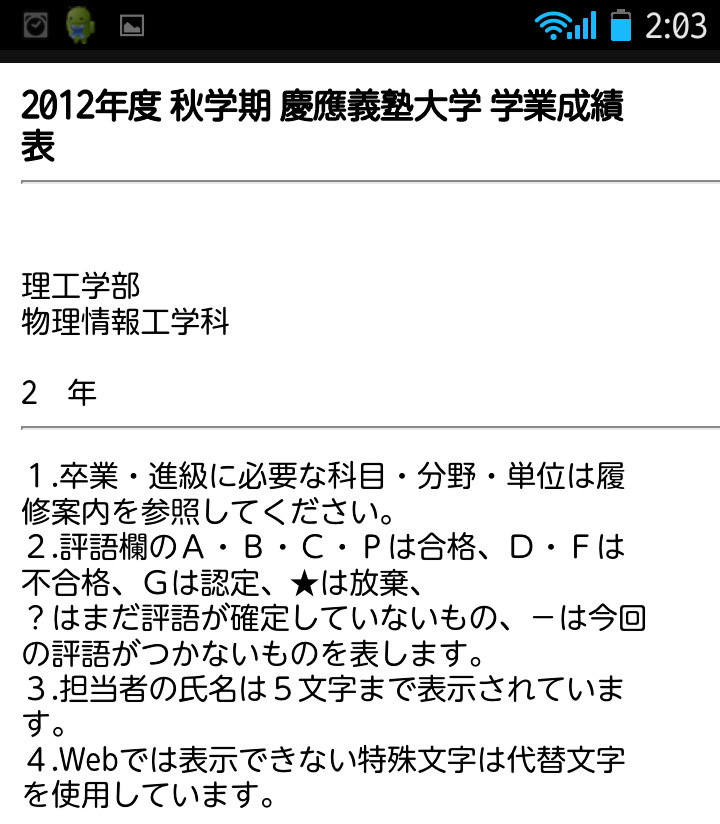 2:03
2012年度 秋学期 慶應義塾大学 学業成績
表
理工学部
物理情報工学科
2　年
１.卒業・進級に必要な科目・分野・単位は履
修案内を参照してください。
２.評語欄のＡ・Ｂ・Ｃ・Ｐは合格、Ｄ・Ｆは
不合格、Ｇは認定、★は放棄、
？はまだ評語が確定していないもの、－は今回
の評語がつかないものを表します。
３.担当者の氏名は５文字まで表示されていま
す。
４.Webでは表示できない特殊文字は代替文字
を使用しています。